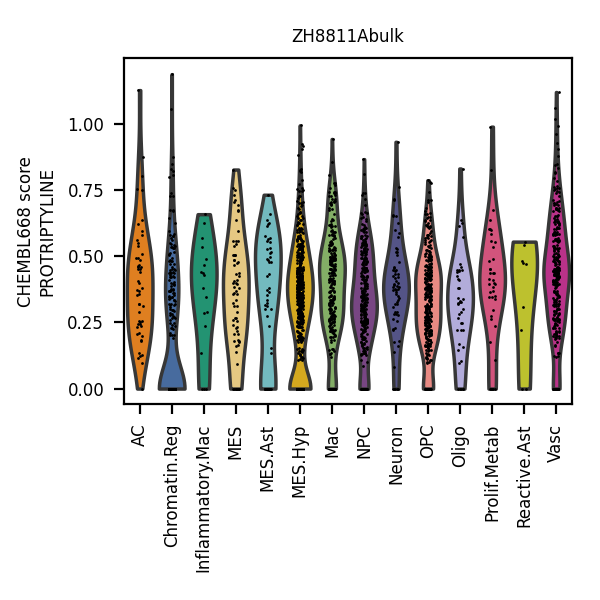 ZH8811Abulk
CHEMBL668 score
PROTRIPTYLINE
1.00
0.75
0.50
0.25
0.00
AC
Chromatin.Reg
Inflammatory.Mac
MES
MES.Ast
MES.Hyp
Mac
NPC
Neuron
OPC
Oligo
Prolif.Metab
Reactive.Ast
Vasc